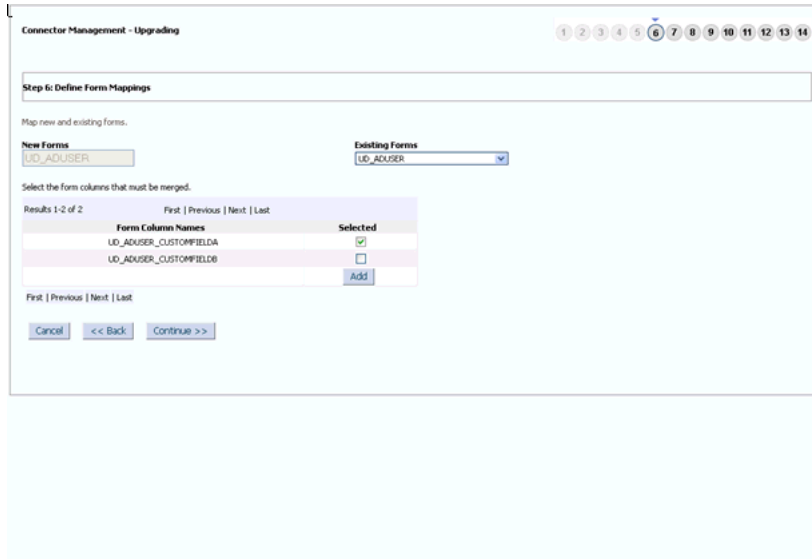 Connector Management - Upgrading
1 2 3 4 5 6 7 8 9 10 11 12 13 14
Step 6: Define Form Mappings
Map new and existing forms.
New Forms Existing Forms
UD_ADUSER UD_ADUSER
Select the form columns that must be merged.
Results 1-2 of 2 First | Previous | Next | Last
Form Column Names Selected
UD_ADUSER_CUSTOMFIELDA
UD_ADUSER_CUSTOMFIELDB
Add
First | Previous | Next | Last
Cancel << Back Continue >>